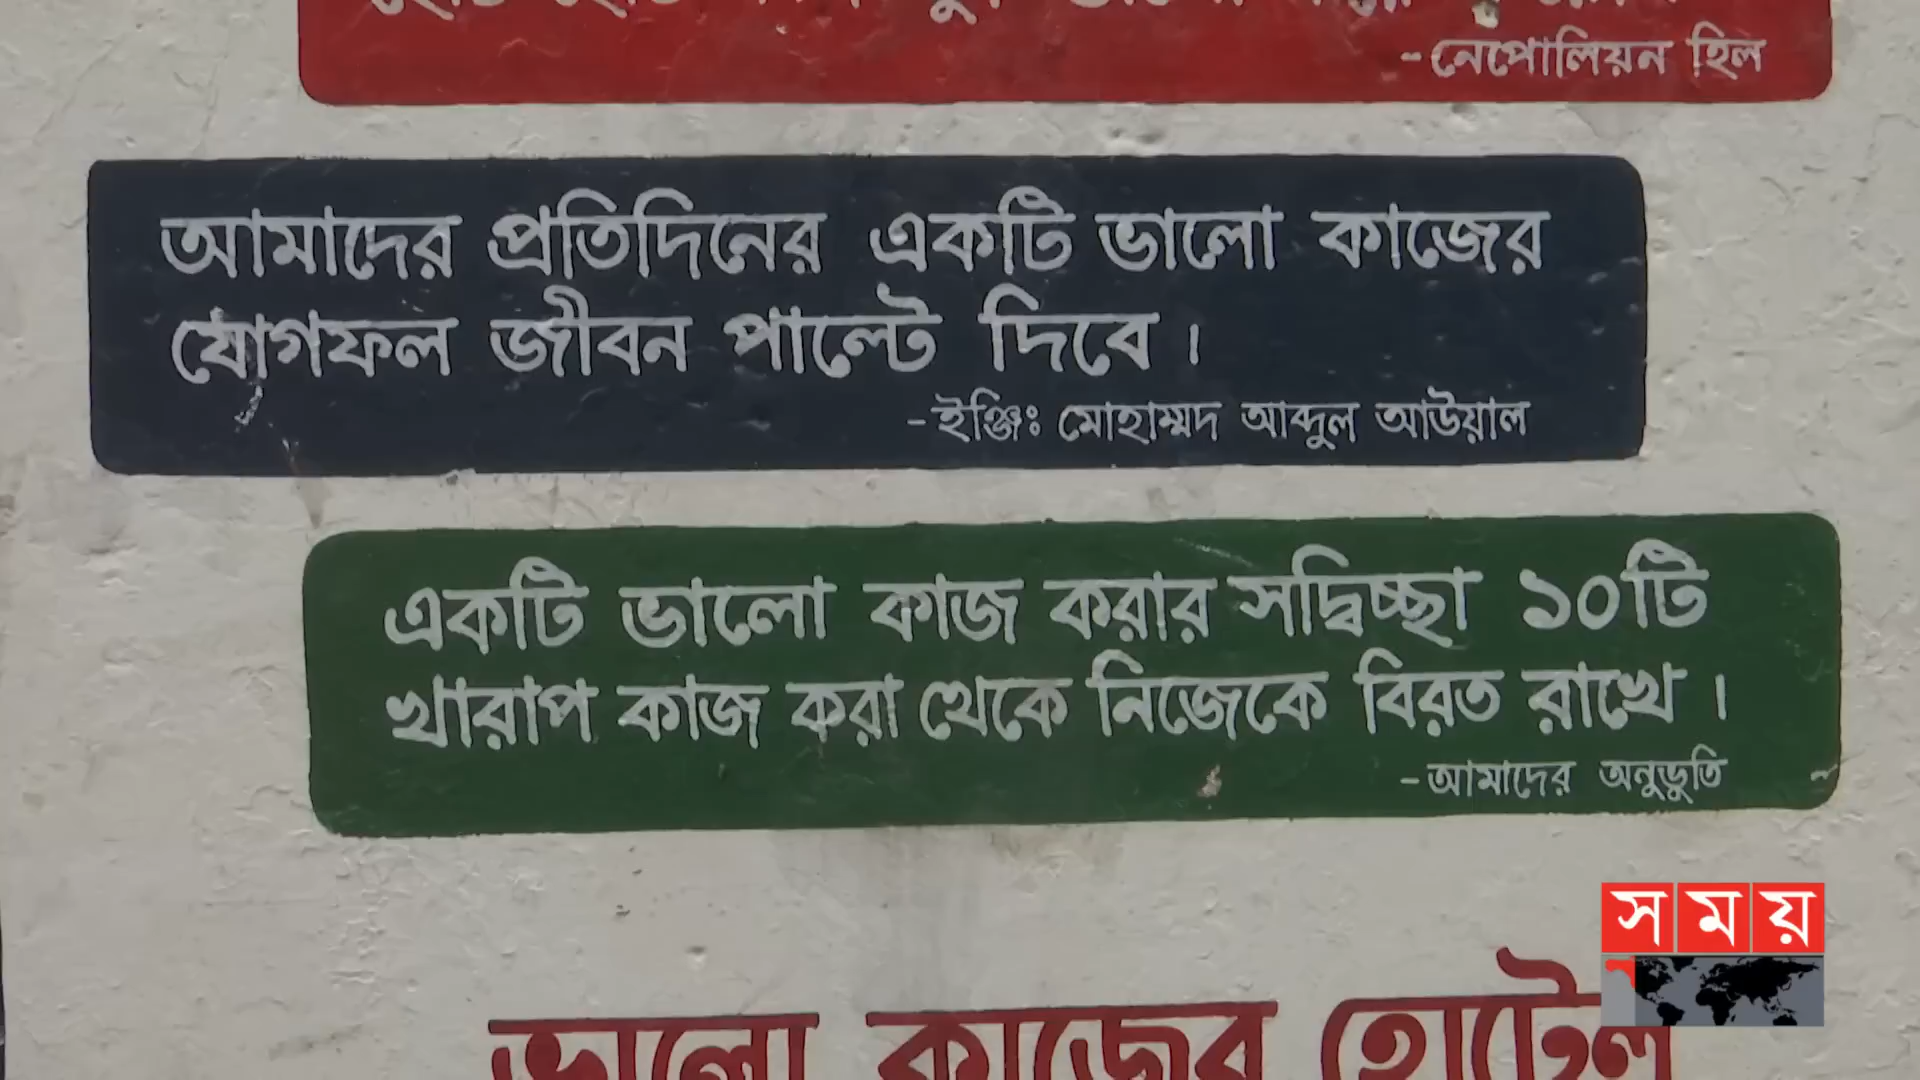 -নেপোলিয়ন হিল
আমাদের প্রতিদিনের একটি ভালো কাজের
যোগফল জীবন পাল্টে দিবে।
-ইঞ্জিঃ মোহাম্মদ আব্দুল আউয়াল
একটি ভালো কাজ করার সদ্বিচ্ছা ১০টি
খারাপ কাজ করা থেকে নিজেকে বিরত রাখে।
-আমাদের অনুভুতি
সময়
ভালো কাজের হোটেল